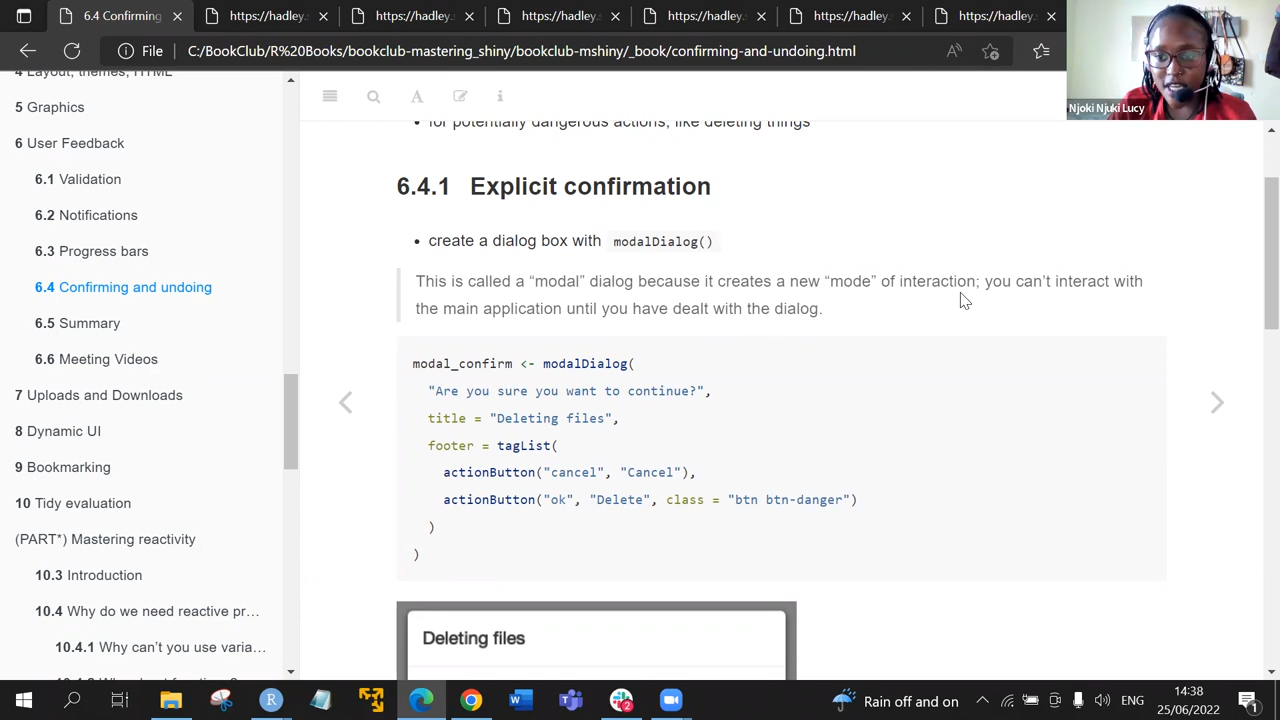 6.4 Confirming
https://hadley.
https://hadley.
https://hadley.
https://hadley.
https://hadley.
https://hadley.
File
C:/BookClub/R%20Books/bookclub-mastering_shiny/bookclub-mshiny/_book/confirming-and-undoing.html
Njoki Njuki Lucy
4 Layout, themes, HTML
5 Graphics
6 User Feedback
6.1 Validation
6.2 Notifications
6.3 Progress bars
6.4 Confirming and undoing
6.5 Summary
6.6 Meeting Videos
7 Uploads and Downloads
8 Dynamic UI
9 Bookmarking
10 Tidy evaluation
(PART*) Mastering reactivity
10.3 Introduction
10.4 Why do we need reactive pr…
10.4.1 Why can't you use varia…
for potentially dangerous actions, like deleting things
6.4.1 Explicit confirmation
• create a dialog box with modalDialog()
This is called a “modal” dialog because it creates a new “mode” of interaction; you can’t interact with
the main application until you have dealt with the dialog.
modal_confirm <- modalDialog(
"Are you sure you want to continue?",
title = "Deleting files",
footer = tagList(
actionButton("cancel", "Cancel"),
actionButton("ok", "Delete", class = "btn btn-danger")
)
)
Deleting files
Rain off and on
ENG
14:38
25/06/2022
2
1